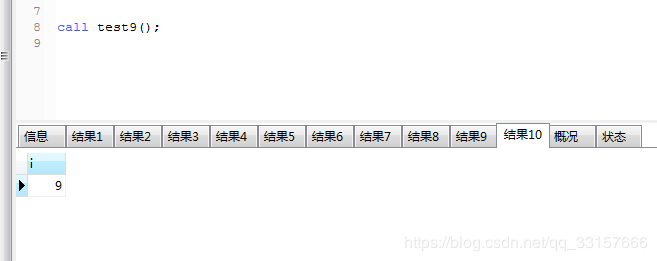 7
8 call test9();
9
信息 结果1 结果2 结果3 结果4 结果5 结果6 结果7 结果8 结果9 结果10 概况 状态
i
9
https://blog.csdn.net/qq_33157666